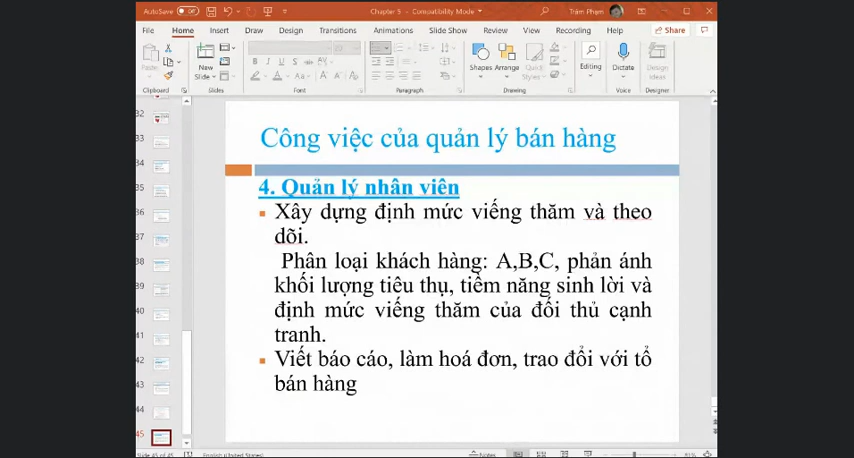 AutoSave Off Chapter 5 - Compatibility Mode Trâm Phạm
File Home Insert Draw Design Transitions Animations Slide Show Review View Recording Help Share
Paste New Slide Shapes Arrange Quick Styles Editing Dictate Design Ideas
Clipboard Slides Font Paragraph Drawing Voice Designer
32
33
34
35
36
37
38
39
40
41
42
43
44
45
Công việc của quản lý bán hàng
4. Quản lý nhân viên
Xây dựng định mức viếng thăm và theo
dõi.
Phân loại khách hàng: A,B,C, phản ánh
khối lượng tiêu thụ, tiềm năng sinh lời và
định mức viếng thăm của đối thủ cạnh
tranh.
Viết báo cáo, làm hoá đơn, trao đổi với tổ
bán hàng
Slide 45 of 45 English (United States) Notes